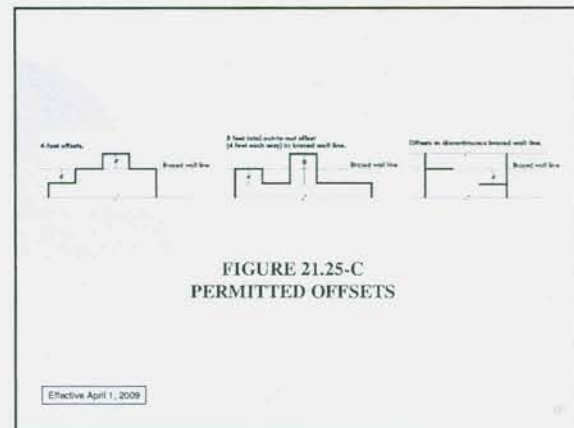 4-foot offsets.
Braced wall line
8 feet total out-to-out offset
(4 feet each way) to braced wall line.
Braced wall line
Offsets in discontinuous braced wall line.
Braced wall line
FIGURE 21.25-C
PERMITTED OFFSETS
Effective April 1, 2009